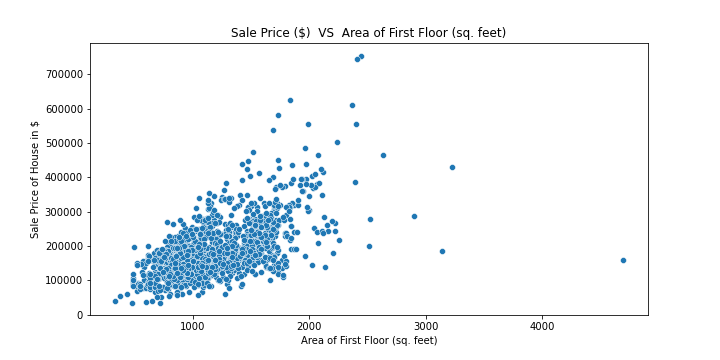 Sale Price ($)  VS  Area of First Floor (sq. feet)
700000
600000
500000
400000
300000
200000
100000
0
Sale Price of House in $
1000 2000 3000 4000
Area of First Floor (sq. feet)